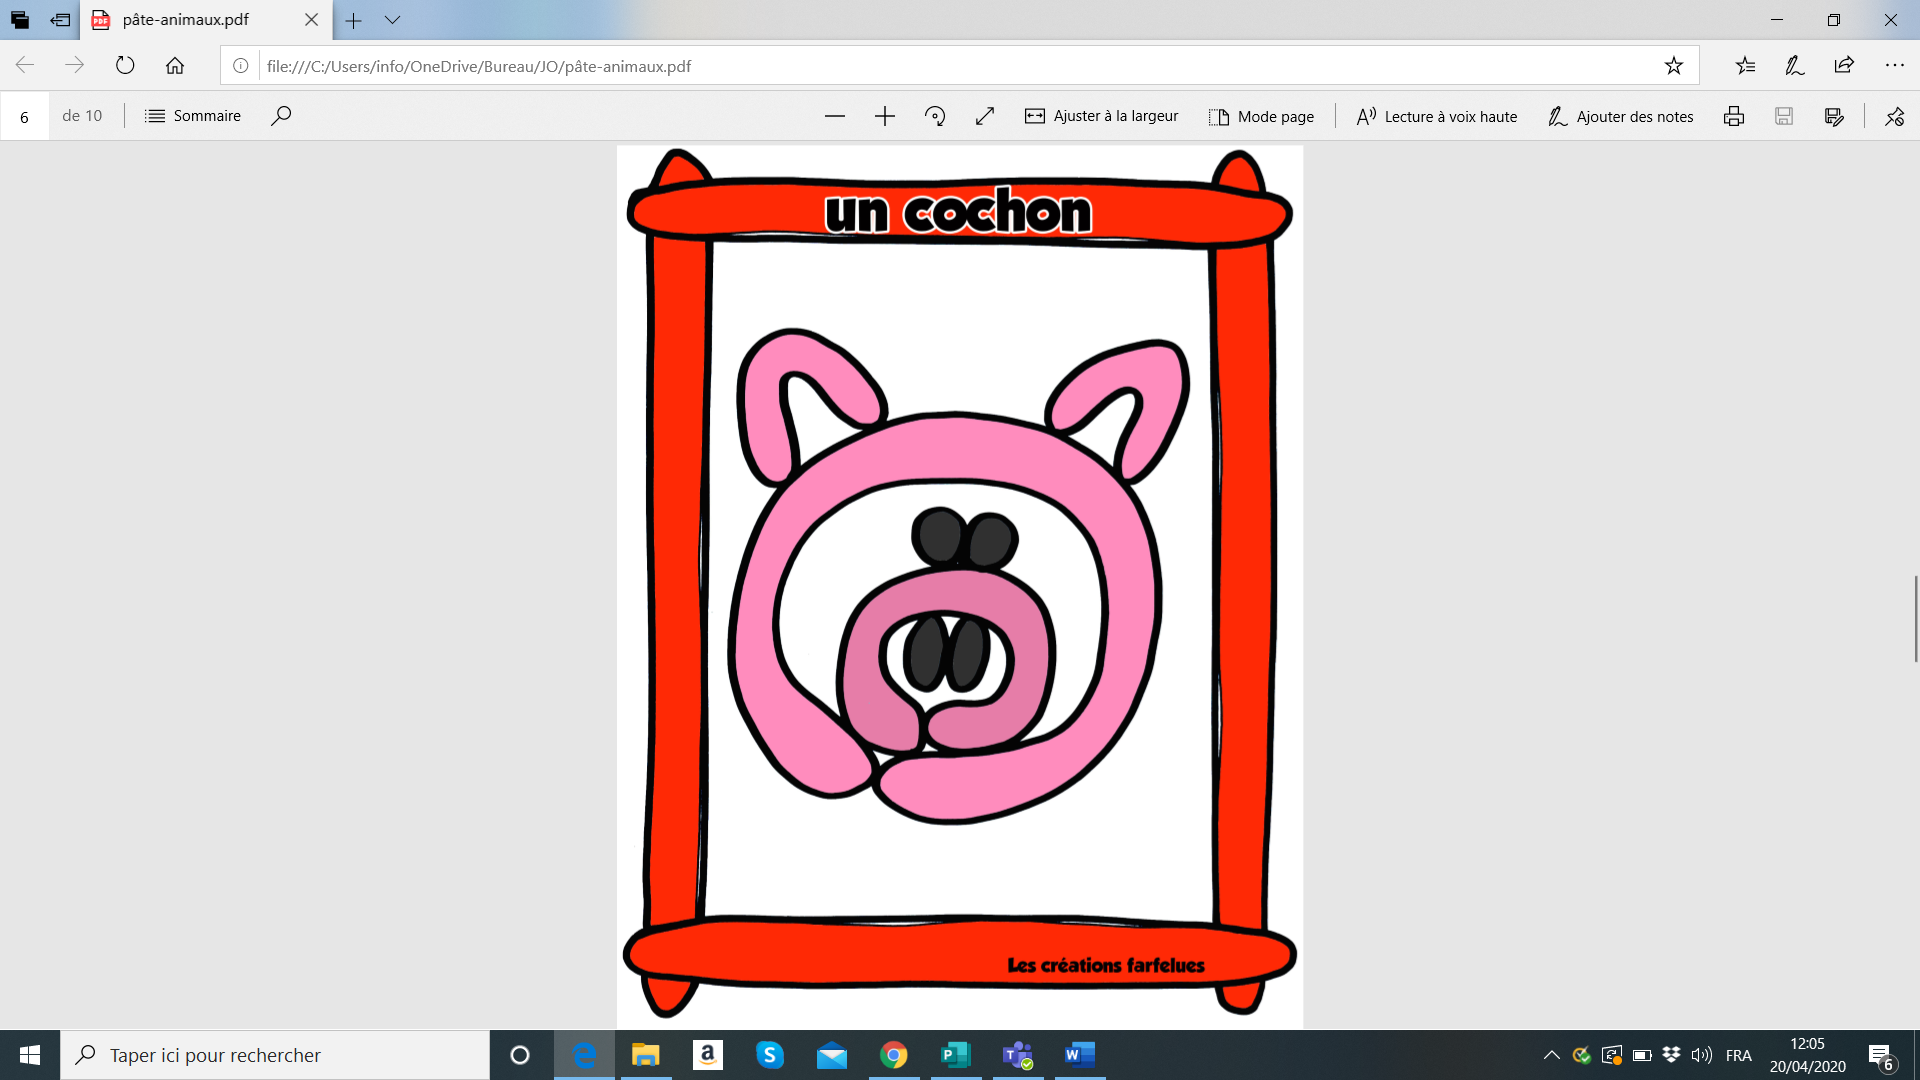 pâte-animaux.pdf
file:///C:/Users/info/OneDrive/Bureau/JO/pâte-animaux.pdf
6 de 10 Sommaire Ajuster à la largeur Mode page Lecture à voix haute Ajouter des notes
un cochon
Les créations farfelues
Taper ici pour rechercher
FRA
12:05
20/04/2020
6